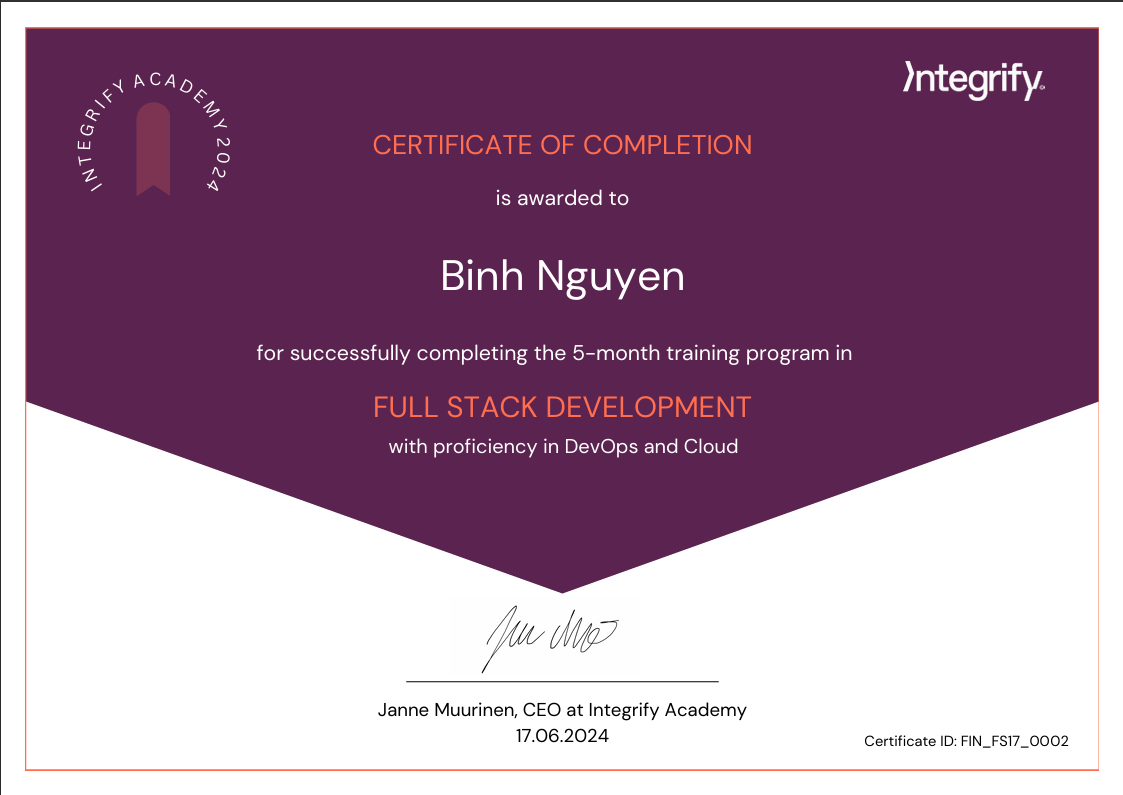 INTEGRIFY ACADEMY 2024
integrify
CERTIFICATE OF COMPLETION
is awarded to
Binh Nguyen
for successfully completing the 5-month training program in
FULL STACK DEVELOPMENT
with proficiency in DevOps and Cloud
Janne Muurinen, CEO at Integrify Academy
17.06.2024
Certificate ID: FIN_FS17_0002